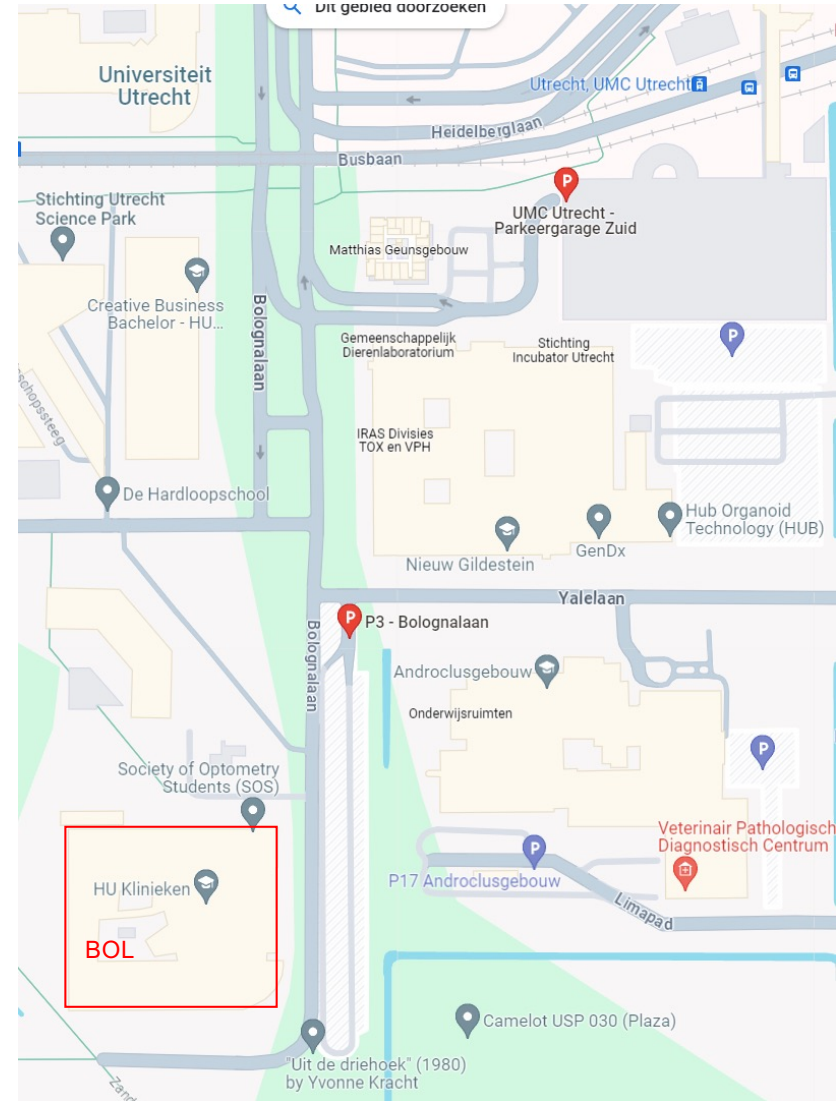 Dit gebied doorzoeken
Universiteit
Utrecht
Utrecht, UMC Utrecht
Heidelberglaan
Busbaan
P
Stichting Utrecht
Science Park
UMC Utrecht -
Parkeergarage Zuid
Matthias Geunsgebouw
Creative Business
Bachelor - HU...
Bolognalaan
Gemeenschappelijk
Dierenlaboratorium
Stichting
Incubator Utrecht
P
schopssteeg
IRAS Divisies
TOX en VPH
De Hardloopschool
Hub Organoid
Technology (HUB)
GenDx
Nieuw Gildestein
Yalelaan
P
P3 - Bolognalaan
Bolognalaan
Androclusgebouw
Onderwijsruimten
P
Society of Optometry
Students (SOS)
Veterinair Pathologisch
Diagnostisch Centrum
P
P17 Androclusgebouw
HU Klinieken
Limapad
BOL
Camelot USP 030 (Plaza)
"Uit de driehoek" (1980)
by Yvonne Kracht
Zand